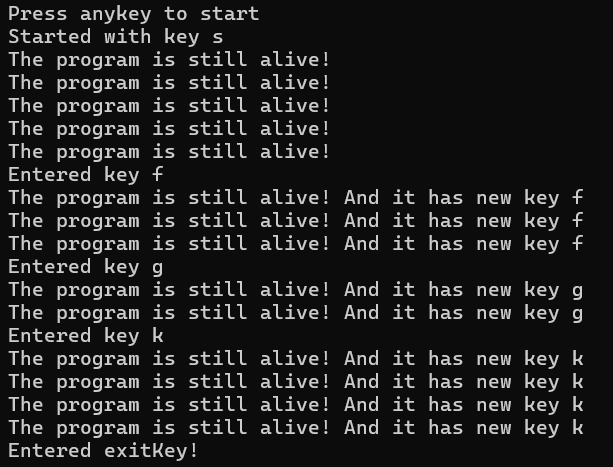 Press anykey to start
Started with key s
The program is still alive!
The program is still alive!
The program is still alive!
The program is still alive!
The program is still alive!
Entered key f
The program is still alive! And it has new key f
The program is still alive! And it has new key f
The program is still alive! And it has new key f
Entered key g
The program is still alive! And it has new key g
The program is still alive! And it has new key g
Entered key k
The program is still alive! And it has new key k
The program is still alive! And it has new key k
The program is still alive! And it has new key k
The program is still alive! And it has new key k
Entered exitKey!